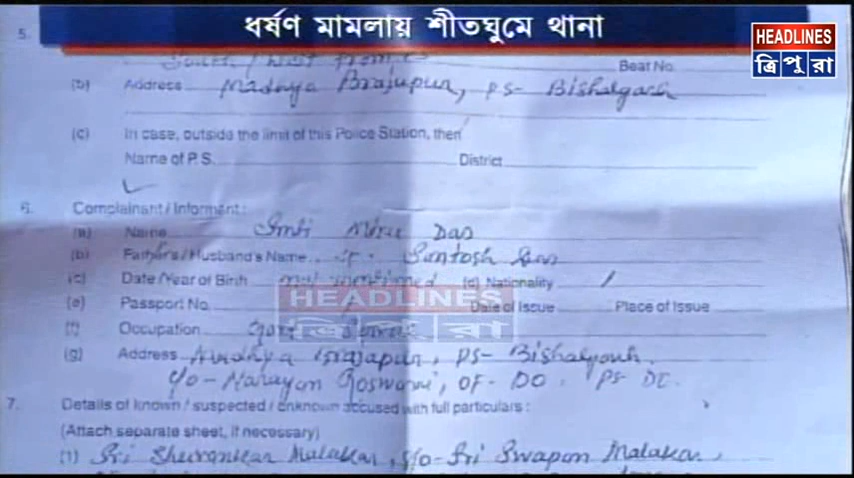 ধর্ষণ মামলায় শীতঘুমে থানা
HEADLINES
ত্রিপুরা
5.
Beat No.
(b) Address Madhya Brajapur, PS- Bishalgarh
(c) In case, outside the limit of this Police Station, then
Name of P.S. District
6. Complainant / Informant :
(a) Name Smti Das
(b) Father's / Husband's Name Santosh Das
(c) Date / Year of Birth not mentioned (d) Nationality
(e) Passport No. Date of Issue Place of Issue
HEADLINES
ত্রিপুরা
(f) Occupation
(g) Address Madhya Brajapur, PS- Bishalgarh.
Narayan Goswami, OF- DO. PS- DO.
7. Details of known / suspected / unknown accused with full particulars :
(Attach separate sheet, if necessary)
(1) Sri Malakar, S/o- Sri Swapan Malakar,